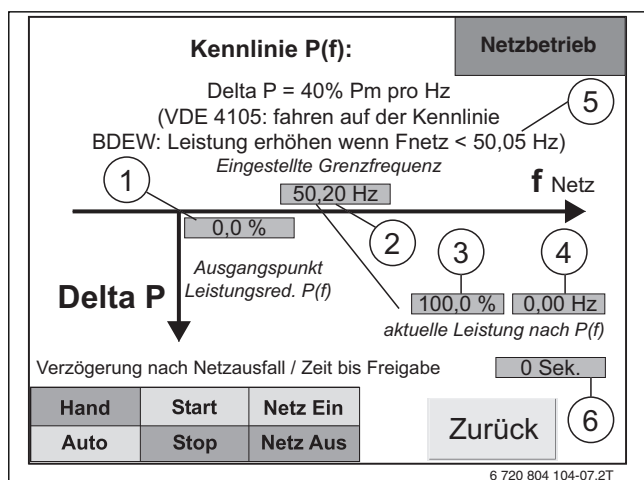 Kennlinie P(f):
Netzbetrieb
Delta P = 40% Pm pro Hz
(VDE 4105: fahren auf der Kennlinie
5
BDEW: Leistung erhöhen wenn Fnetz < 50,05 Hz)
Eingestellte Grenzfrequenz
1
50,20 Hz
f Netz
0,0 %
2
3
4
Ausgangspunkt
Leistungsred. P(f)
Delta P
100,0 %
0,00 Hz
aktuelle Leistung nach P(f)
Verzögerung nach Netzausfall / Zeit bis Freigabe
0 Sek.
Hand
Start
Netz Ein
Auto
Stop
Netz Aus
Zurück
6
6 720 804 104-07.2T